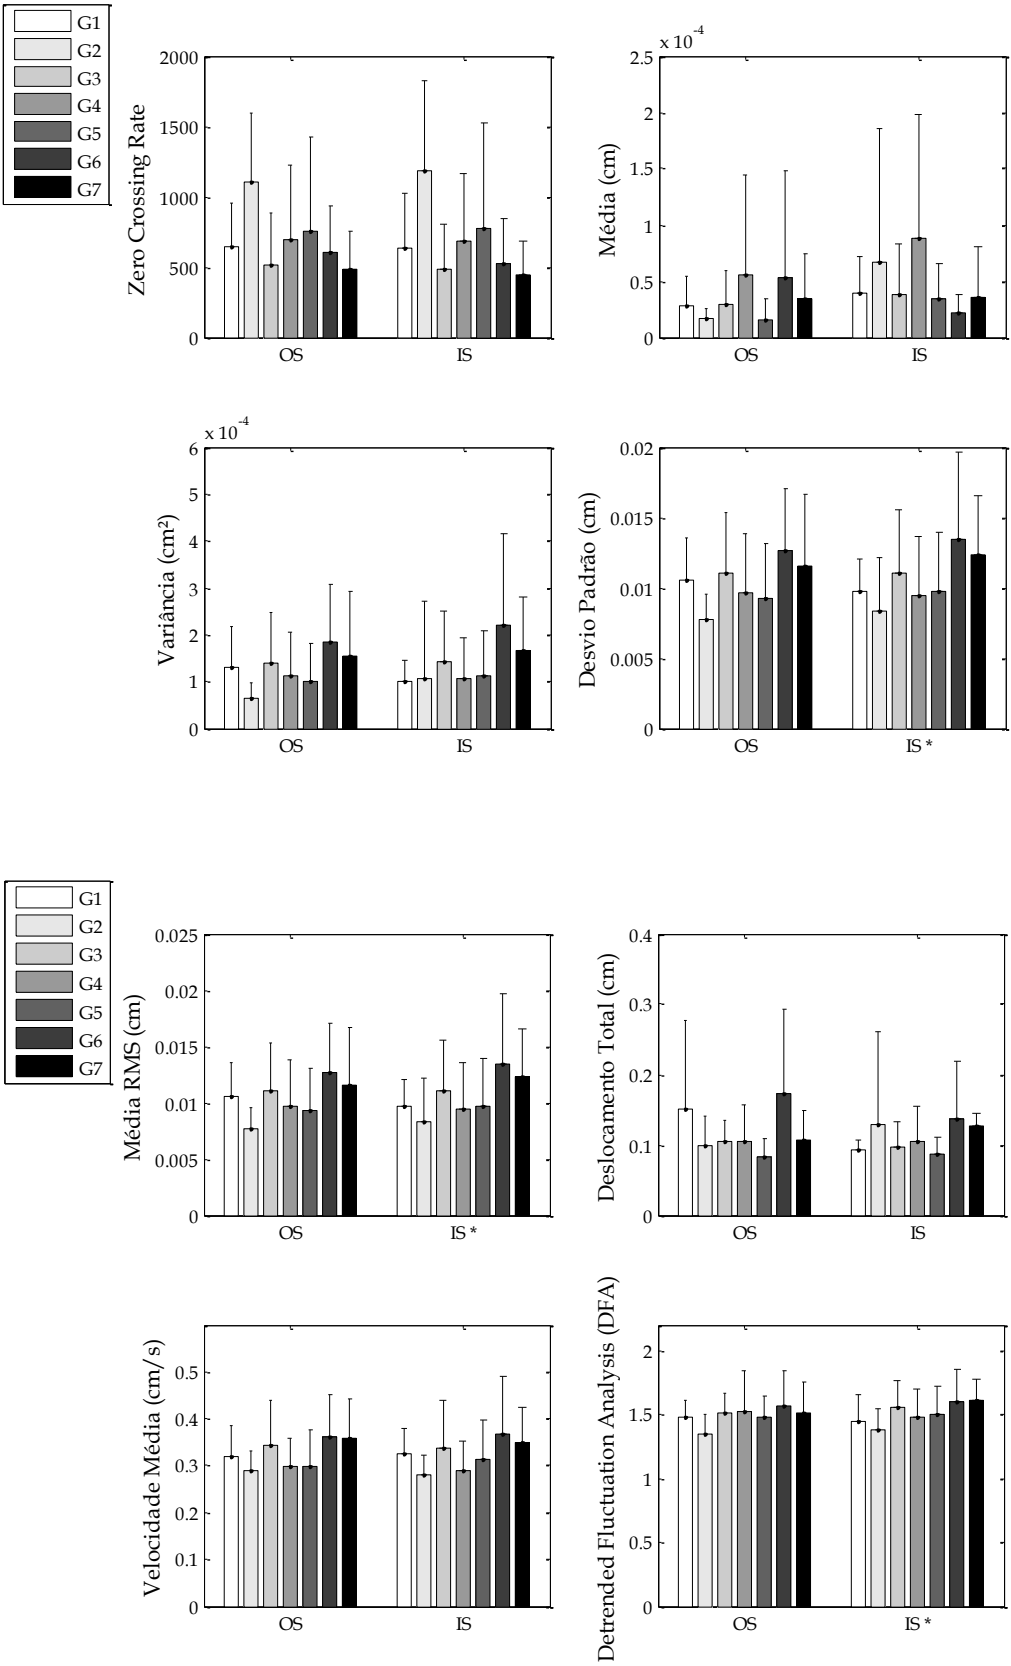 G1
G2
G3
G4
G5
G6
G7
Zero Crossing Rate
2000
1500
1000
500
0
OS IS
x 10^-4
Média (cm)
2.5
2
1.5
1
0.5
0
OS IS
x 10^-4
Variância (cm²)
6
5
4
3
2
1
0
OS IS
Desvio Padrão (cm)
0.02
0.015
0.01
0.005
0
OS IS *
G1
G2
G3
G4
G5
G6
G7
Média RMS (cm)
0.025
0.02
0.015
0.01
0.005
0
OS IS *
Deslocamento Total (cm)
0.4
0.3
0.2
0.1
0
OS IS
Velocidade Média (cm/s)
0.5
0.4
0.3
0.2
0.1
0
OS IS
Detrended Fluctuation Analysis (DFA)
2
1.5
1
0.5
0
OS IS *